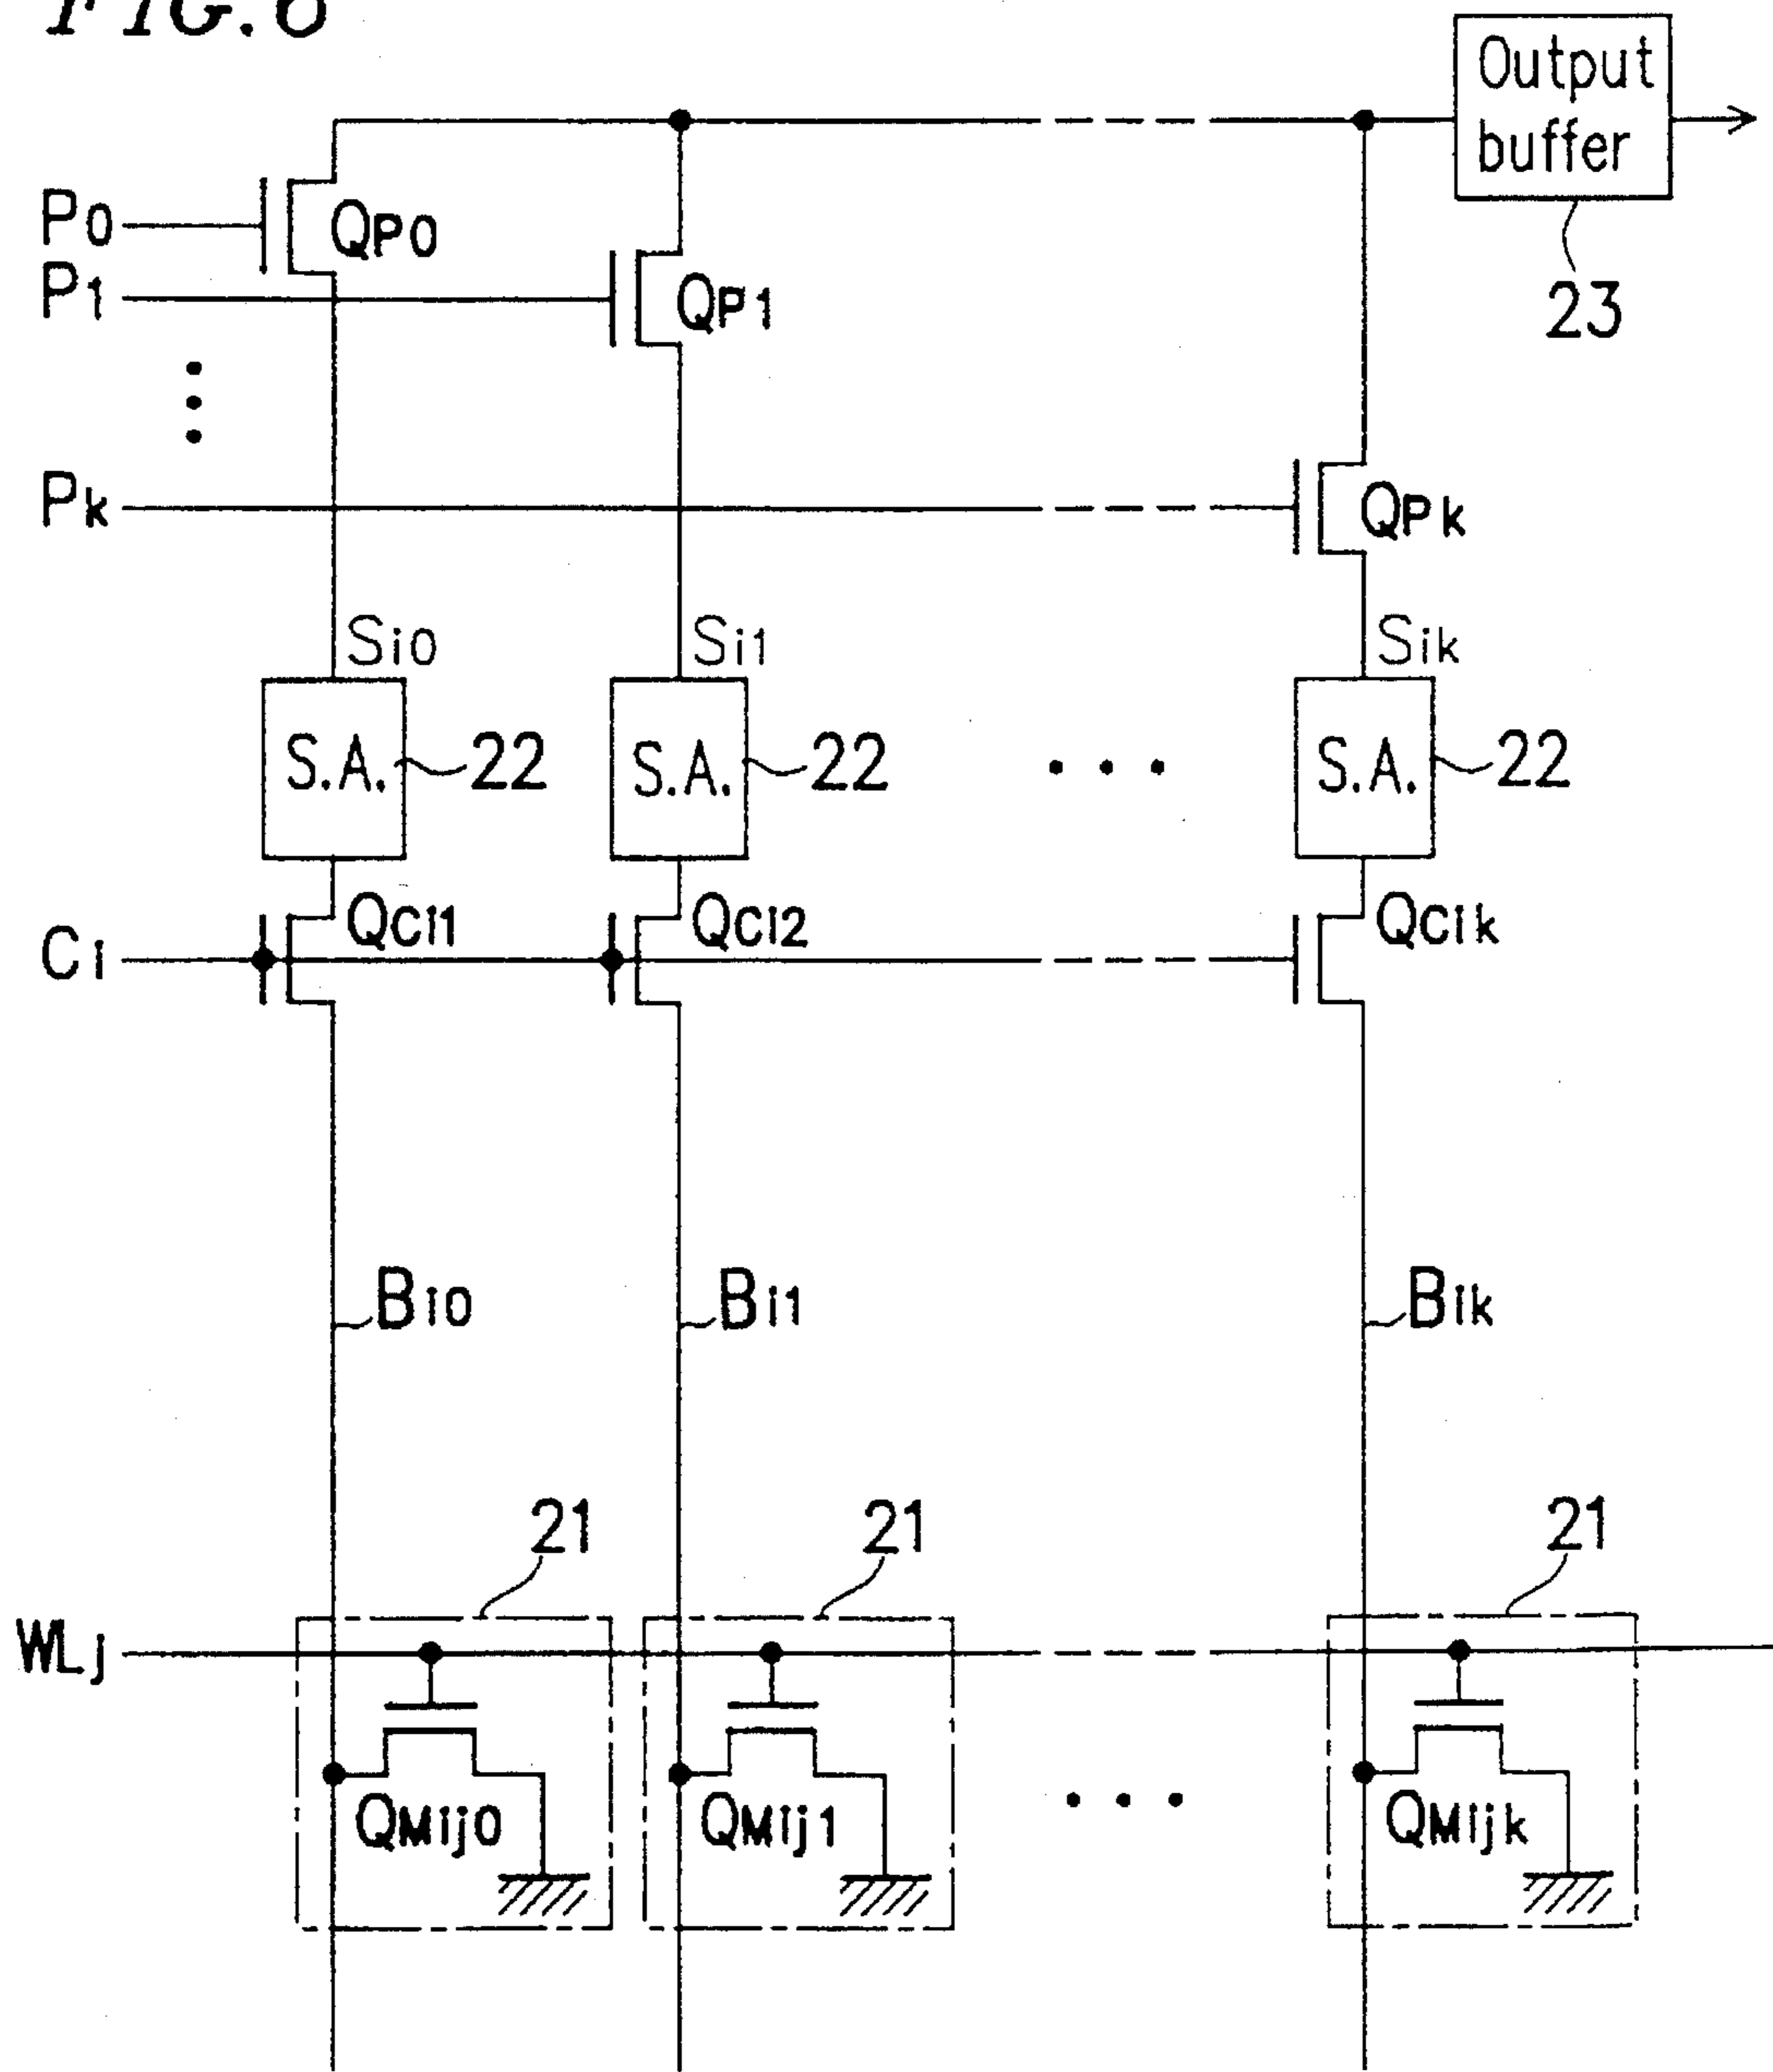 FIG. 6
Output
buffer
23
P0
QP0
P1
QP1
Pk
QPk
Si0
Si1
Sik
S.A.
22
S.A.
22
S.A.
22
Ci
QCi1
QCi2
QCik
Bi0
Bi1
Bik
21
21
21
WLj
QMij0
QMij1
QMijk